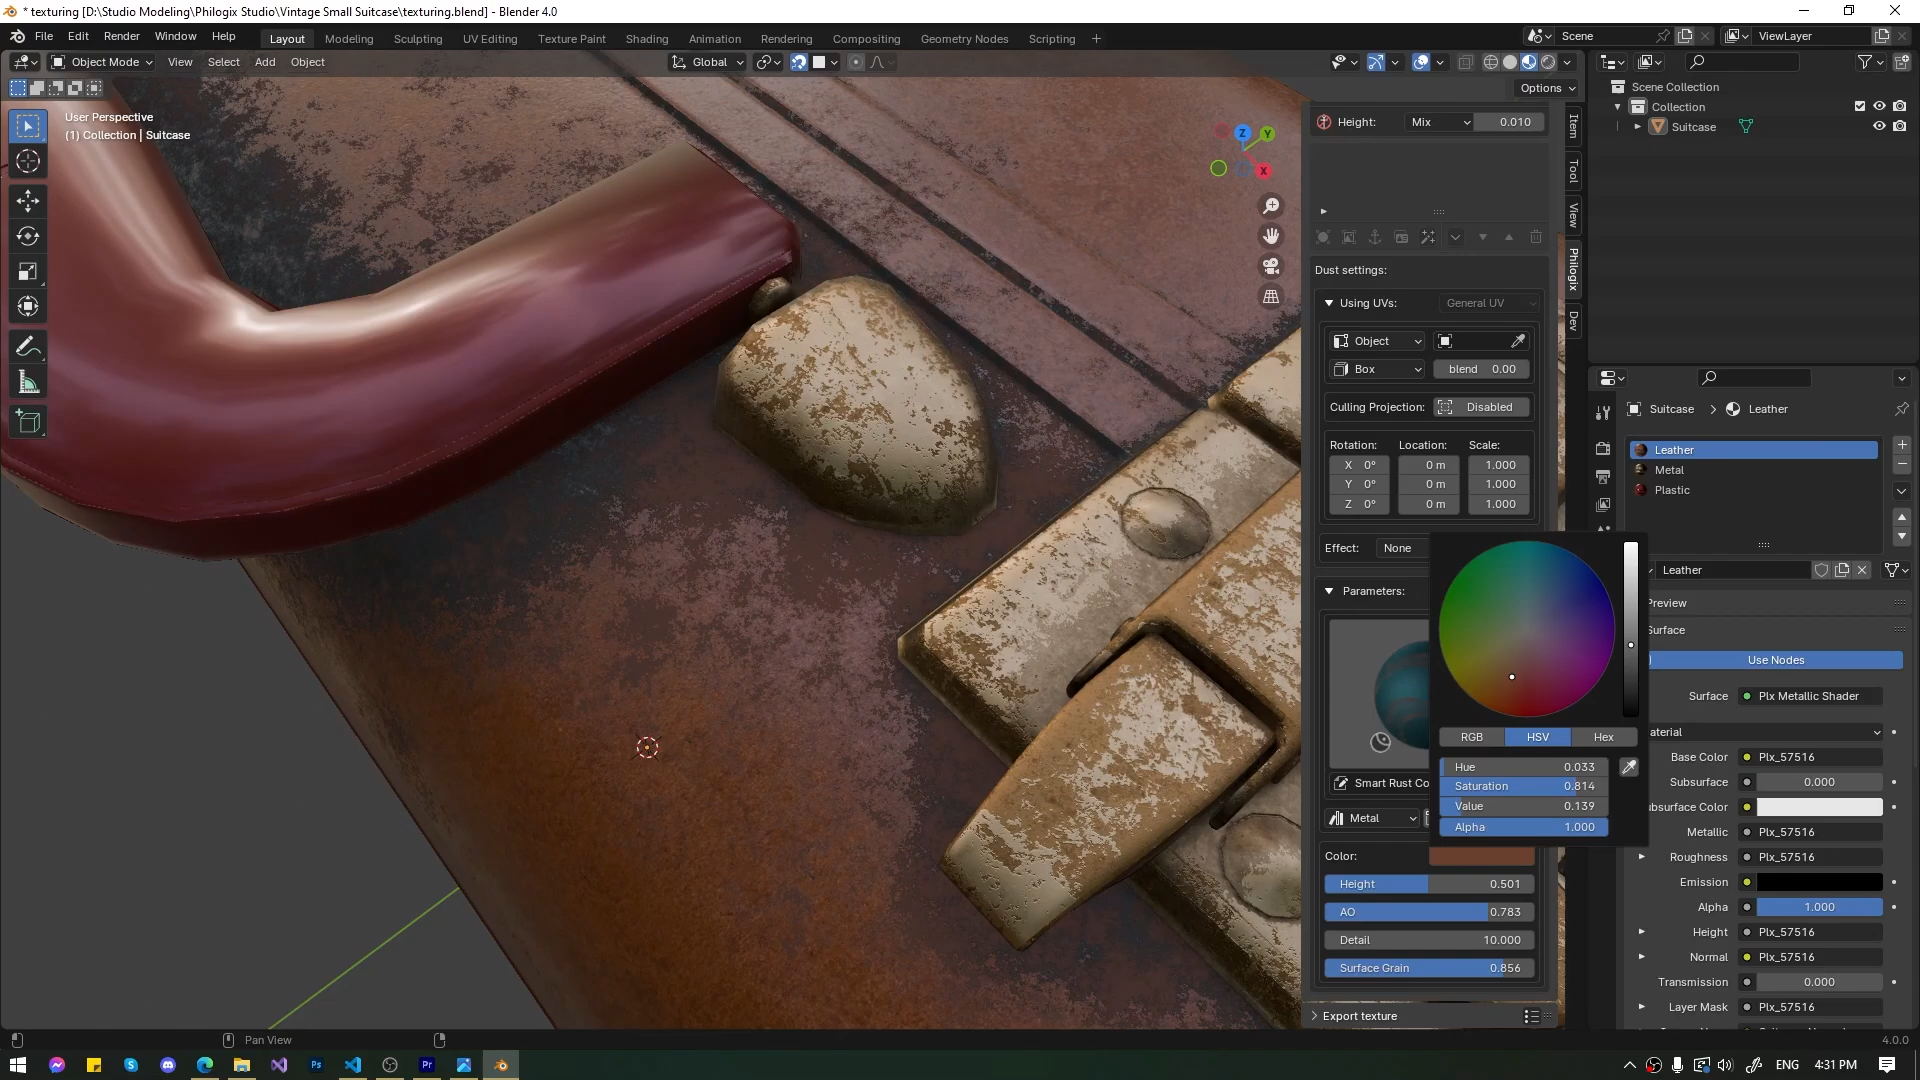 * texturing [D:\Studio Modeling\Philogix Studio\Vintage Small Suitcase\texturing.blend] - Blender 4.0
File Edit Render Window Help
Layout Modeling Sculpting UV Editing Texture Paint Shading Animation Rendering Compositing Geometry Nodes Scripting +
Scene
ViewLayer
Object Mode
View Select Add Object
Global
Options
User Perspective
(1) Collection | Suitcase
Z
Y
X
Height: Mix 0.010
Dust settings:
Using UVs: General UV
Object
Box blend 0.00
Culling Projection: Disabled
Rotation: Location: Scale:
X 0° 0 m 1.000
Y 0° 0 m 1.000
Z 0° 0 m 1.000
Effect: None
Parameters:
Smart Rust Co
Metal
Color:
Height 0.501
AO 0.783
Detail 10.000
Surface Grain 0.856
Export texture
RGB HSV Hex
Hue 0.033
Saturation 0.814
Value 0.139
Alpha 1.000
Item
Tool
View
Philogix
Dev
Scene Collection
Collection
Suitcase
Suitcase > Leather
Leather
Metal
Plastic
Leather
Preview
Surface
Use Nodes
Surface Plx Metallic Shader
aterial
Base Color Plx_57516
Subsurface 0.000
ubsurface Color
Metallic Plx_57516
Roughness Plx_57516
Emission
Alpha 1.000
Height Plx_57516
Normal Plx_57516
Transmission 0.000
Layer Mask Plx_57516
Pan View
4.0.0
Ps
Pr
ENG
4:31 PM